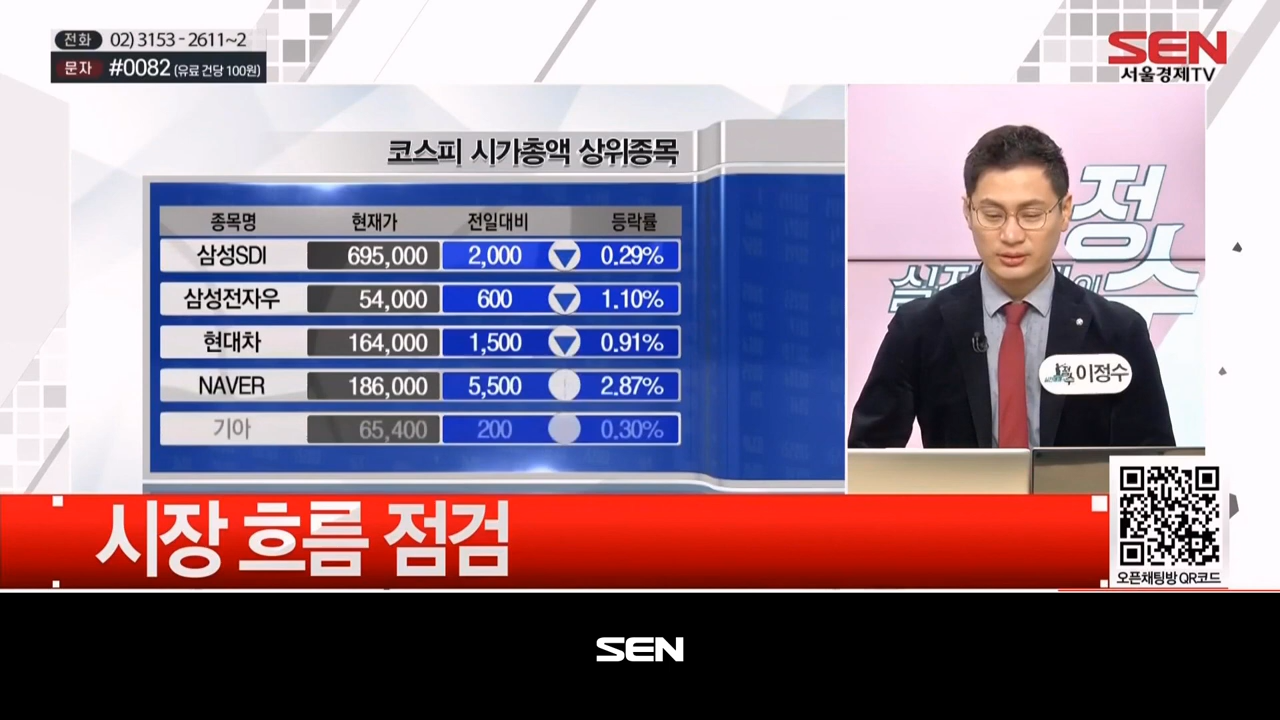 전화 02) 3153 - 2611~2
문자 #0082 (유료 건당 100원)
SEN
서울경제TV
코스피 시가총액 상위종목
종목명 현재가 전일대비 등락률
삼성SDI 695,000 2,000 ▼ 0.29%
삼성전자우 54,000 600 ▼ 1.10%
현대차 164,000 1,500 ▼ 0.91%
NAVER 186,000 5,500 2.87%
기아 65,400 200 0.30%
정
수
이정수
시장 흐름 점검
오픈채팅방 QR코드
SEN